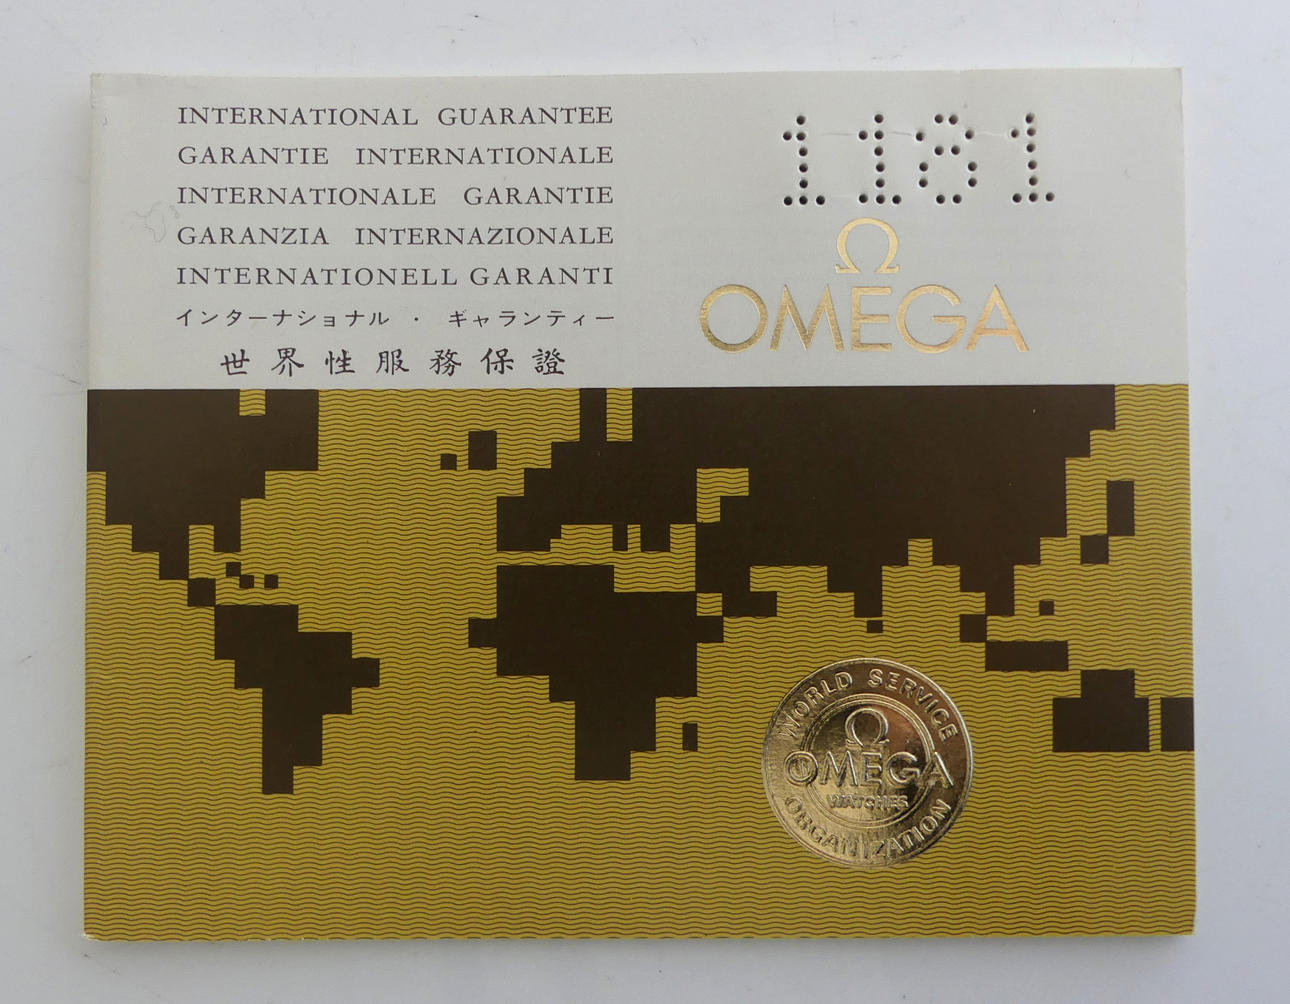 INTERNATIONAL GUARANTEE
GARANTIE INTERNATIONALE
INTERNATIONALE GARANTIE
GARANZIA INTERNAZIONALE
INTERNATIONELL GARANTI
インターナショナル ・ ギャランティー
世界性服務保證
1181
Ω
OMEGA
WORLD SERVICE
Ω
OMEGA
WATCHES
ORGANIZATION